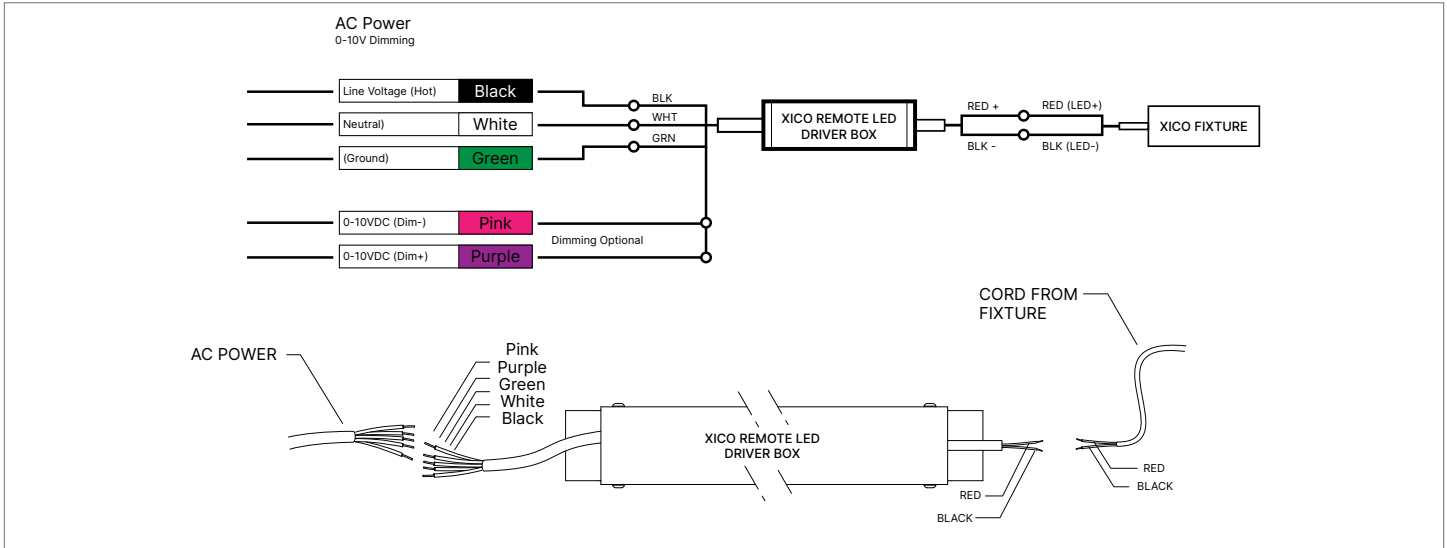 AC Power
0-10V Dimming
Line Voltage (Hot) Black
Neutral) White
(Ground) Green
0-10VDC (Dim-) Pink
0-10VDC (Dim+) Purple
Dimming Optional
BLK
WHT
GRN
XICO REMOTE LED
DRIVER BOX
RED +
BLK -
RED (LED+)
BLK (LED-)
XICO FIXTURE
CORD FROM
FIXTURE
AC POWER
Pink
Purple
Green
White
Black
XICO REMOTE LED
DRIVER BOX
RED
BLACK
RED
BLACK